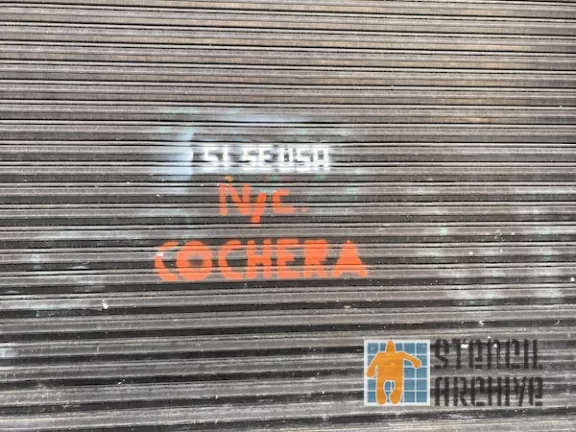 SI SE USA
N/C.
COCHERA
STENCIL
ARCHIVE